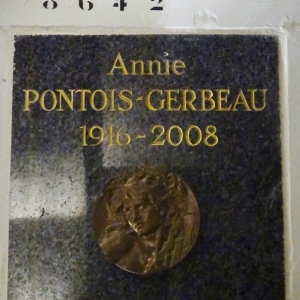 8642
Annie
PONTOIS-GERBEAU
1916-2008